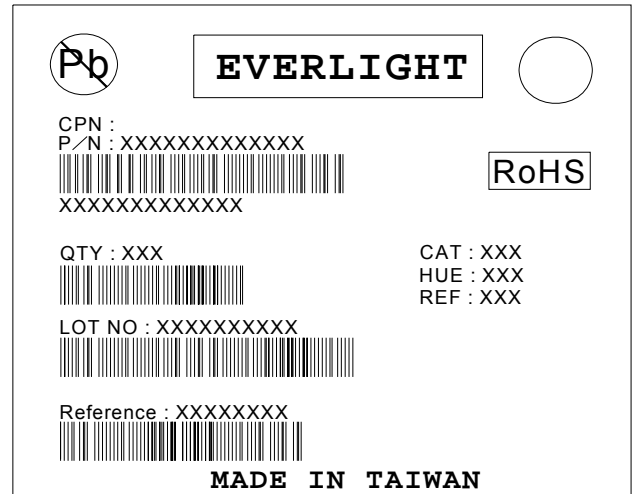 Pb
EVERLIGHT
CPN :
P/N : XXXXXXXXXXXXX
RoHS
XXXXXXXXXXXXX
QTY : XXX
CAT : XXX
HUE : XXX
REF : XXX
LOT NO : XXXXXXXXXX
Reference : XXXXXXXX
MADE IN TAIWAN